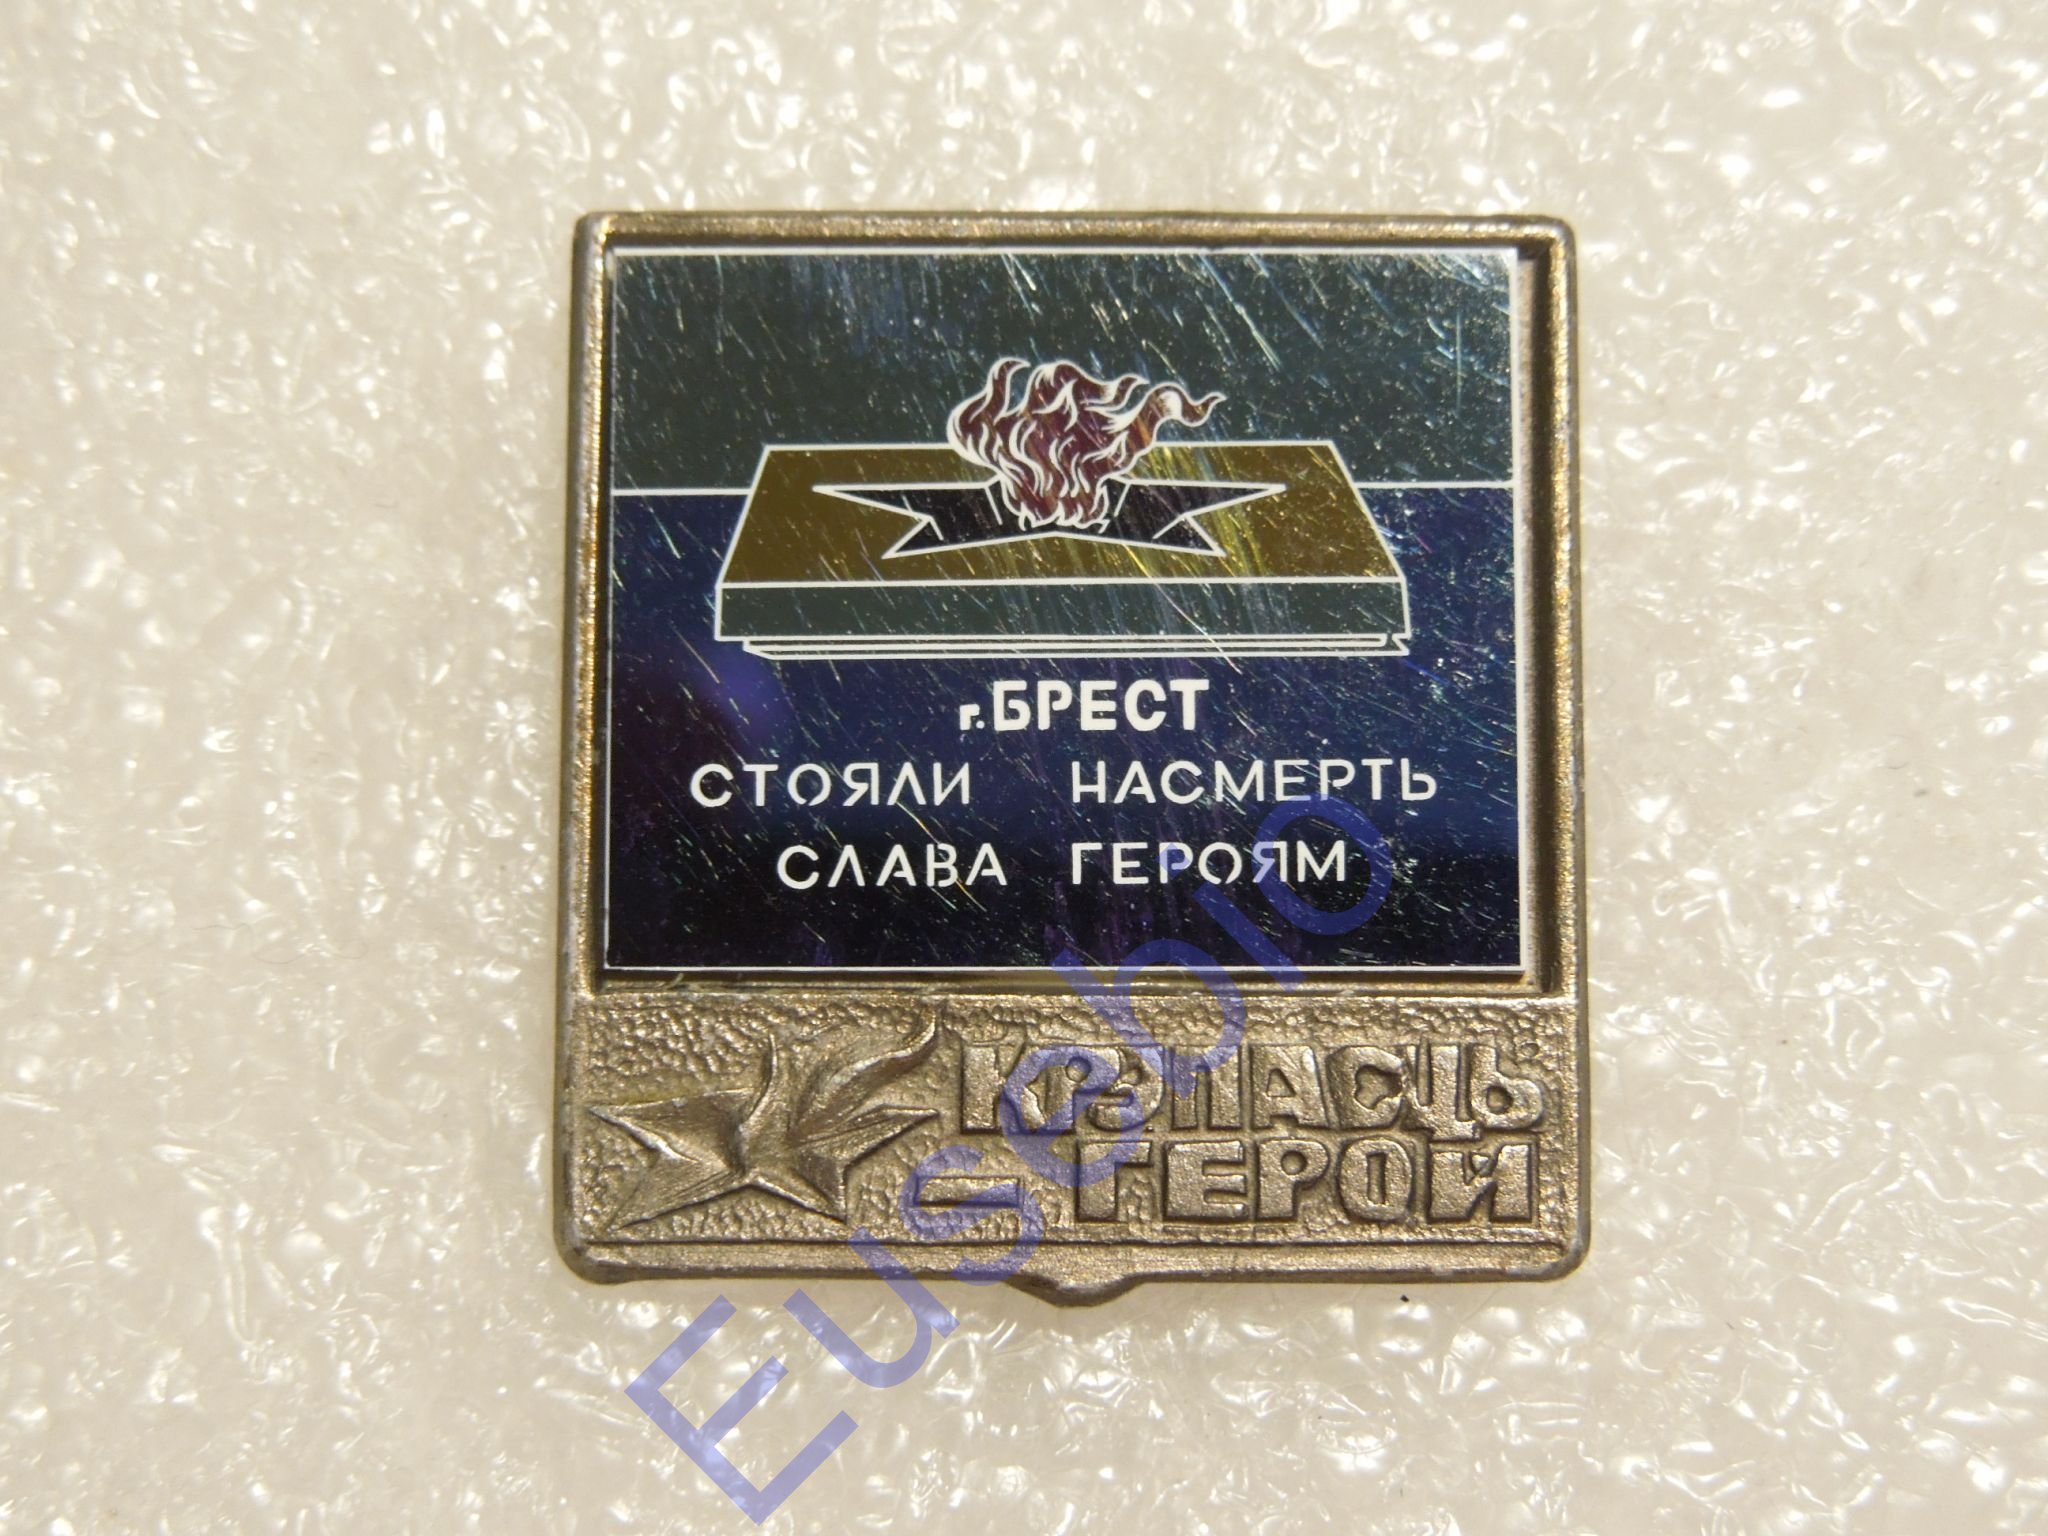 г.БРЕСТ
СТОЯЛИ НАСМЕРТЬ
СЛАВА ГЕРОЯМ
КРЭПАСЦЬ
– ГЕРОЙ
Eusebio